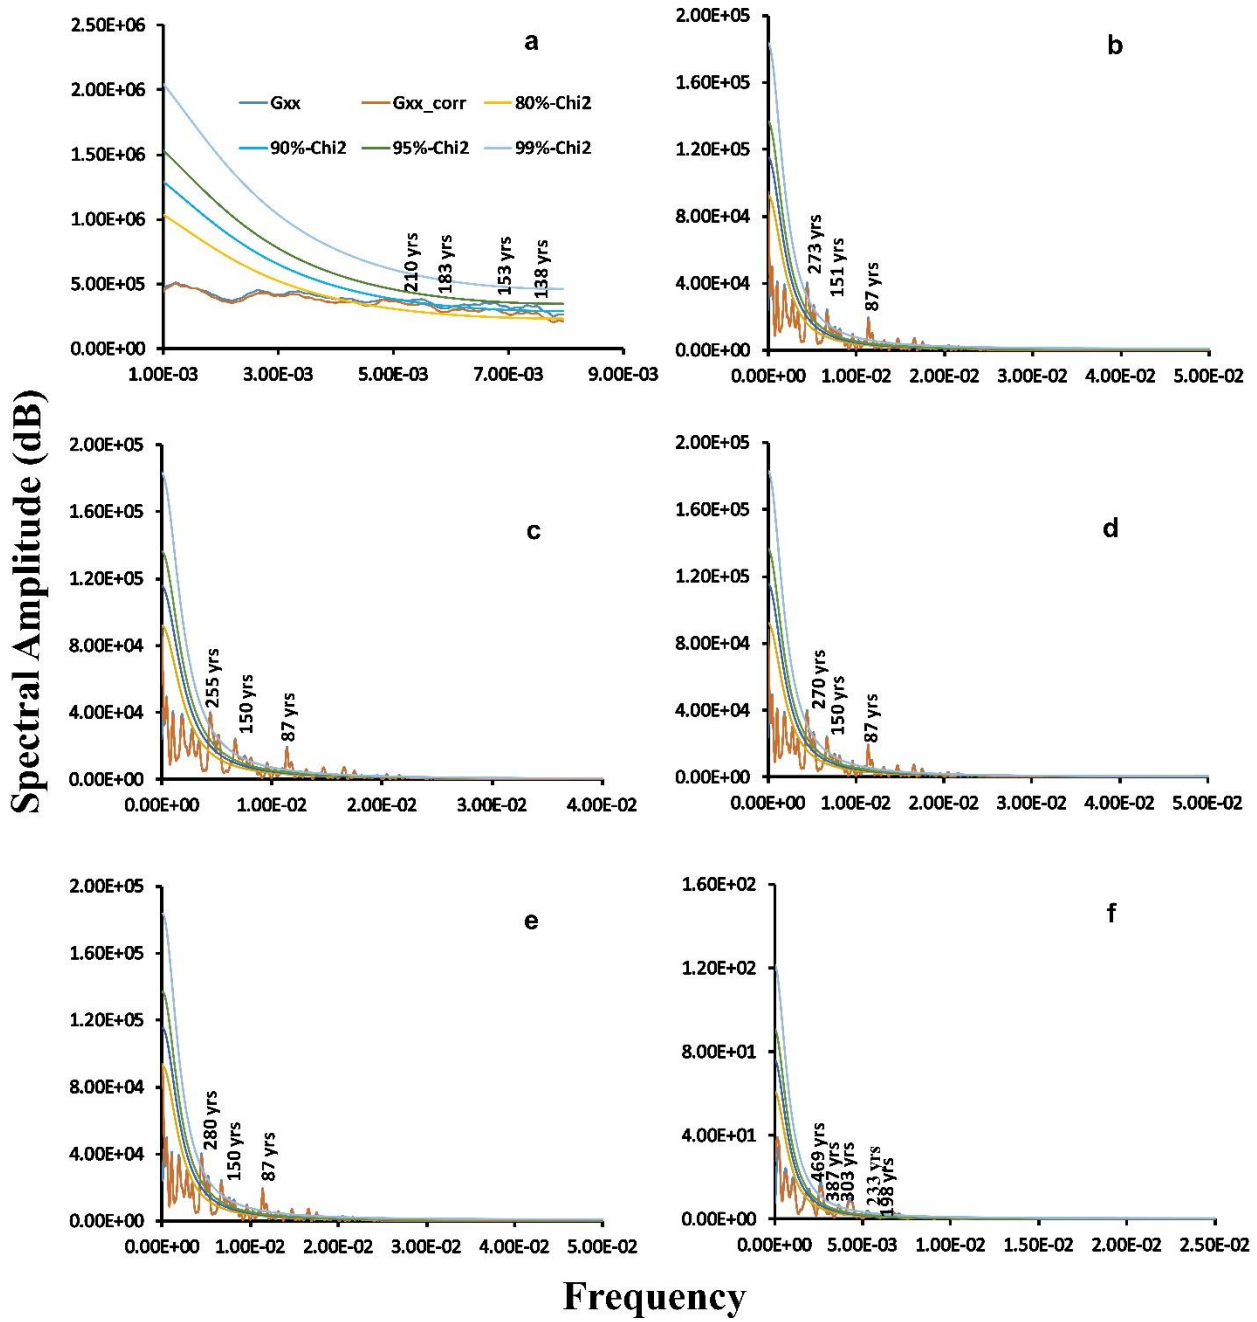 a
2.50E+06
2.00E+06
1.50E+06
1.00E+06
5.00E+05
0.00E+00
Gxx Gxx_corr 80%-Chi2
90%-Chi2 95%-Chi2 99%-Chi2
210 yrs
183 yrs
153 yrs
138 yrs
1.00E-03 3.00E-03 5.00E-03 7.00E-03 9.00E-03
b
2.00E+05
1.60E+05
1.20E+05
8.00E+04
4.00E+04
0.00E+00
273 yrs
151 yrs
87 yrs
0.00E+00 1.00E-02 2.00E-02 3.00E-02 4.00E-02 5.00E-02
Spectral Amplitude (dB)
c
2.00E+05
1.60E+05
1.20E+05
8.00E+04
4.00E+04
0.00E+00
255 yrs
150 yrs
87 yrs
0.00E+00 1.00E-02 2.00E-02 3.00E-02 4.00E-02
d
2.00E+05
1.60E+05
1.20E+05
8.00E+04
4.00E+04
0.00E+00
270 yrs
150 yrs
87 yrs
0.00E+00 1.00E-02 2.00E-02 3.00E-02 4.00E-02 5.00E-02
e
2.00E+05
1.60E+05
1.20E+05
8.00E+04
4.00E+04
0.00E+00
280 yrs
150 yrs
87 yrs
0.00E+00 1.00E-02 2.00E-02 3.00E-02 4.00E-02 5.00E-02
f
1.60E+02
1.20E+02
8.00E+01
4.00E+01
0.00E+00
469 yrs
387 yrs
303 yrs
233 yrs
198 yrs
0.00E+00 5.00E-03 1.00E-02 1.50E-02 2.00E-02 2.50E-02
Frequency